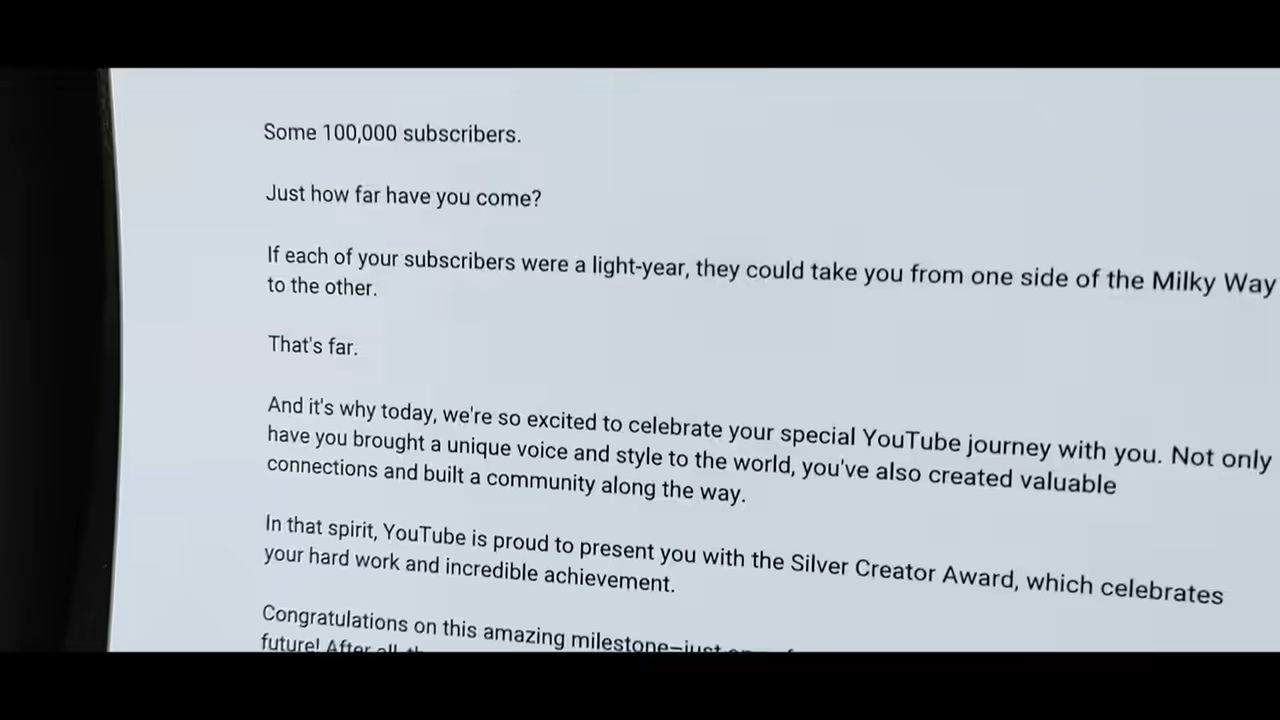 Some 100,000 subscribers.
Just how far have you come?
If each of your subscribers were a light-year, they could take you from one side of the Milky Way
to the other.
That's far.
And it's why today, we're so excited to celebrate your special YouTube journey with you. Not only
have you brought a unique voice and style to the world, you've also created valuable
connections and built a community along the way.
In that spirit, YouTube is proud to present you with the Silver Creator Award, which celebrates
your hard work and incredible achievement.
Congratulations on this amazing milestone—just
future! After all